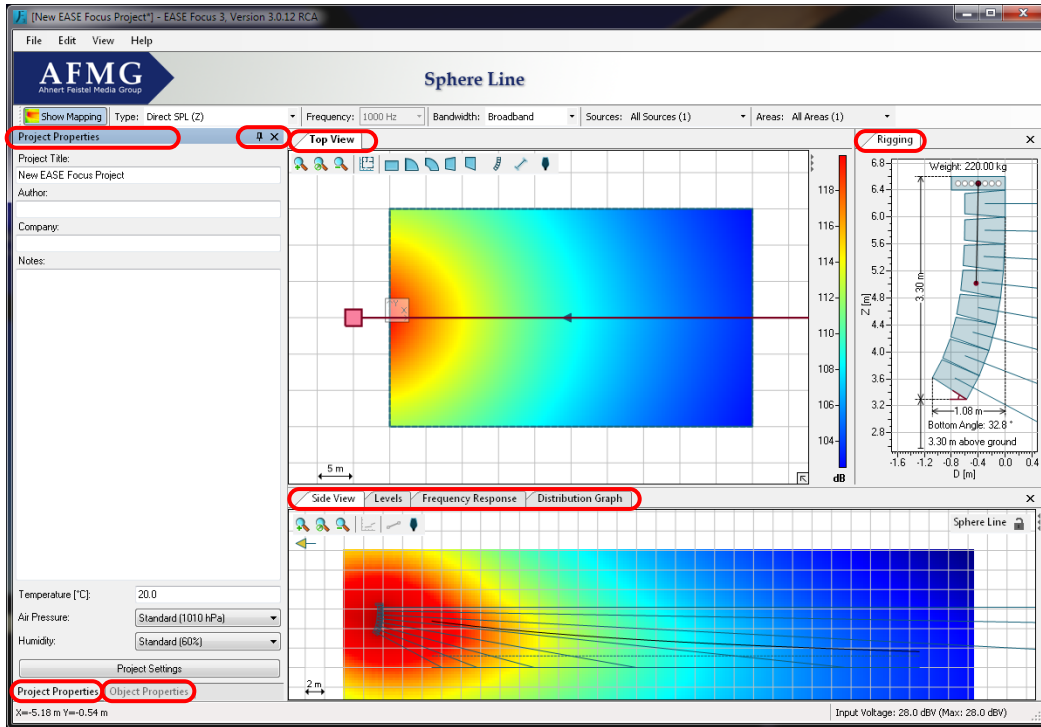 [New EASE Focus Project*] - EASE Focus 3, Version 3.0.12 RCA
File Edit View Help
AFMG
Ahnert Feistel Media Group
Sphere Line
Show Mapping Type: Direct SPL (Z) Frequency: 1000 Hz Bandwidth: Broadband Sources: All Sources (1) Areas: All Areas (1)
Project Properties
Project Title:
New EASE Focus Project
Author:
Company:
Notes:
Temperature [°C]: 20.0
Air Pressure: Standard (1010 hPa)
Humidity: Standard (60%)
Project Settings
Project Properties Object Properties
X=-5.18 m Y=-0.54 m
Top View
Y
X
5 m
118
116
114
112
110
108
106
104
dB
Rigging
Weight: 220.00 kg
6.8
6.4
6.0
5.6
5.2
4.8
4.4
4.0
3.6
3.2
2.8
Z [m]
3.30 m
1.08 m
Bottom Angle: 32.8 °
3.30 m above ground
-1.6 -1.2 -0.8 -0.4 0.0 0.4
D [m]
Side View Levels Frequency Response Distribution Graph
Sphere Line
2 m
Input Voltage: 28.0 dBV (Max: 28.0 dBV)